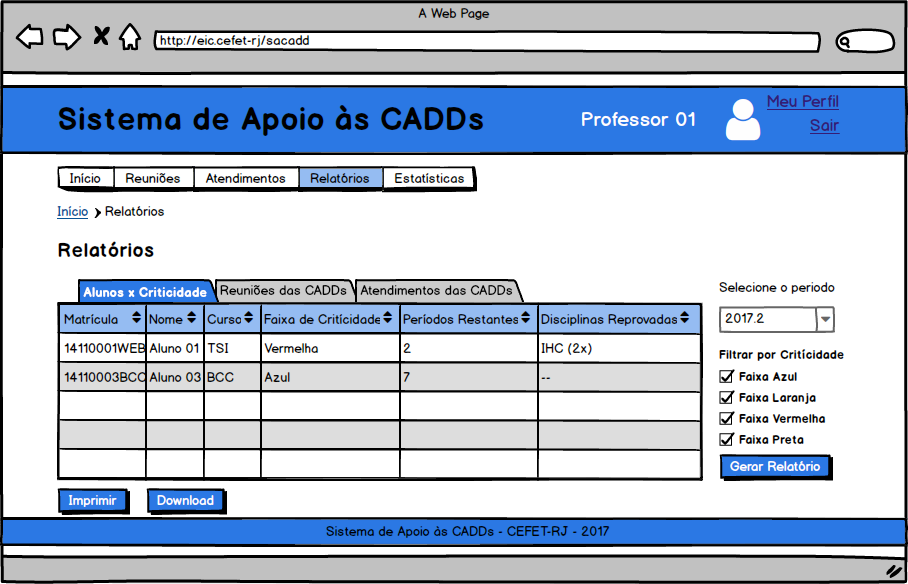 A Web Page
http://eic.cefet-rj/sacadd
Sistema de Apoio às CADDs
Professor 01
Meu Perfil
Sair
Início Reuniões Atendimentos Relatórios Estatísticas
Início Relatórios
Relatórios
Alunos x Criticidade Reuniões das CADDs Atendimentos das CADDs
Matrícula Nome Curso Faixa de Criticidade Períodos Restantes Disciplinas Reprovadas
14110001WEB Aluno 01 TSI Vermelha 2 IHC (2x)
14110003BCC Aluno 03 BCC Azul 7 --
Selecione o periodo
2017.2
Filtrar por Critícidade
Faixa Azul
Faixa Laranja
Faixa Vermelha
Faixa Preta
Gerar Relatório
Imprimir Download
Sistema de Apoio às CADDs - CEFET-RJ - 2017